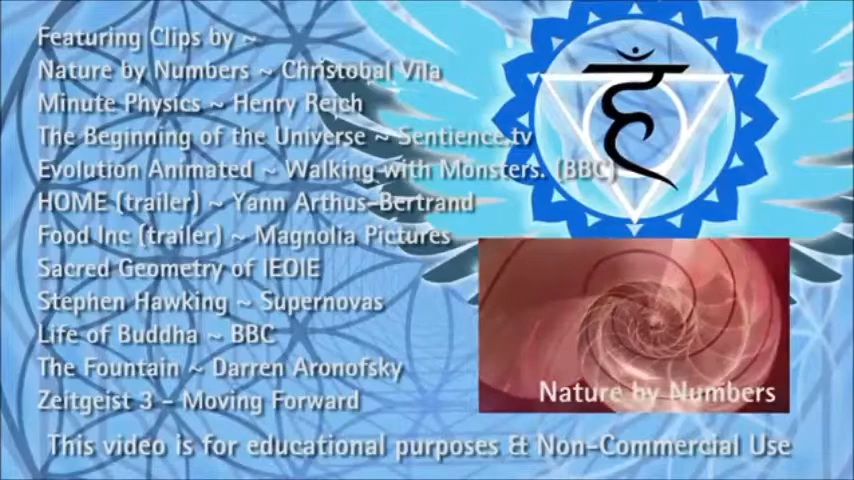 Featuring Clips by ~
Nature by Numbers ~ Christobal Vila
Minute Physics ~ Henry Reich
The Beginning of the Universe ~ Sentience.tv
Evolution Animated ~ Walking with Monsters. (BBC)
HOME (trailer) ~ Yann Arthus-Bertrand
Food Inc (trailer) ~ Magnolia Pictures
Sacred Geometry of IEOIE
Stephen Hawking ~ Supernovas
Life of Buddha ~ BBC
The Fountain ~ Darren Aronofsky
Zeitgeist 3 - Moving Forward
हं
Nature by Numbers
This video is for educational purposes & Non-Commercial Use